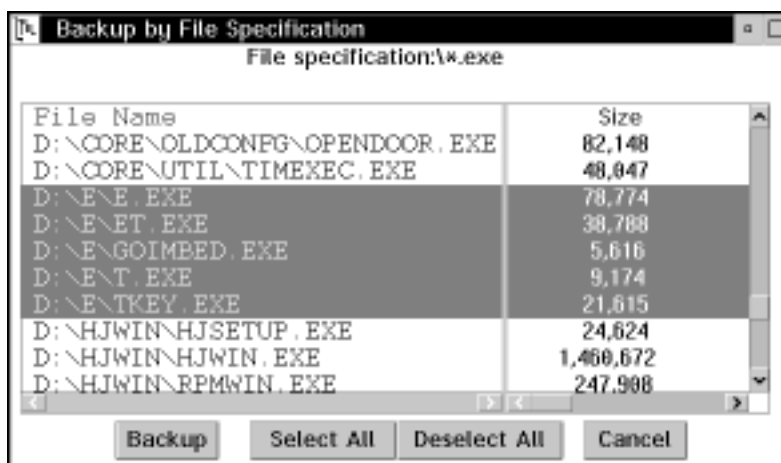 Backup by File Specification
File specification:\*.exe
File Name Size
D:\CORE\OLDCONFG\OPENDOOR.EXE 82,148
D:\CORE\UTIL\TIMEXEC.EXE 48,047
D:\E\E.EXE 78,774
D:\E\ET.EXE 38,788
D:\E\GOIMBED.EXE 5,616
D:\E\T.EXE 9,174
D:\E\TKEY.EXE 21,615
D:\HJWIN\HJSETUP.EXE 24,624
D:\HJWIN\HJWIN.EXE 1,460,672
D:\HJWIN\RPMWIN.EXE 247,908
Backup Select All Deselect All Cancel